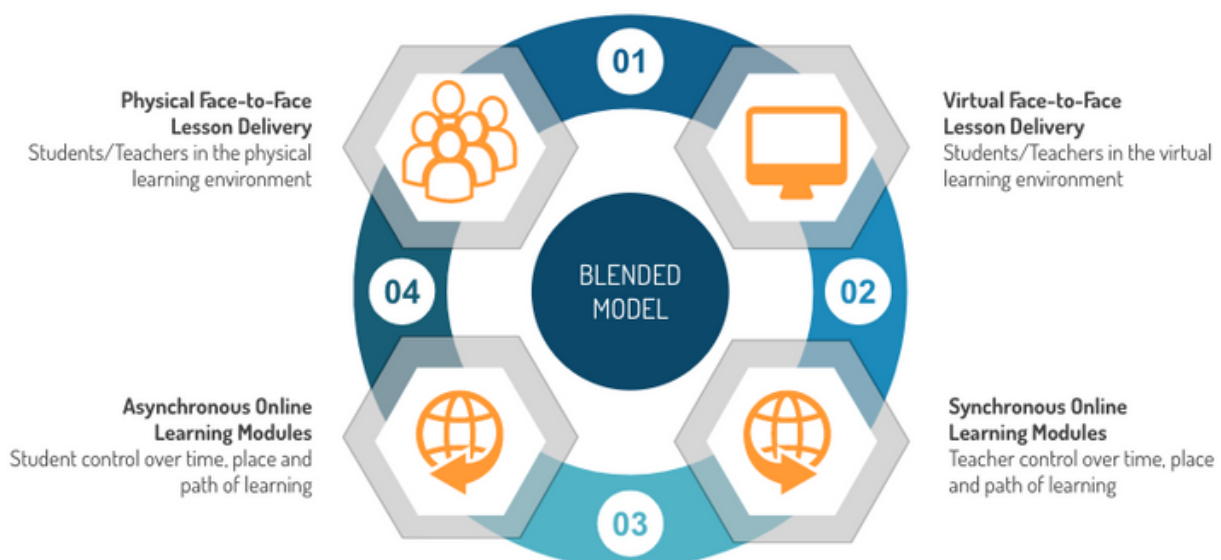 01
Physical Face-to-Face
Lesson Delivery
Students/Teachers in the physical
learning environment
Virtual Face-to-Face
Lesson Delivery
Students/Teachers in the virtual
learning environment
04
BLENDED
MODEL
02
Asynchronous Online
Learning Modules
Student control over time, place and
path of learning
Synchronous Online
Learning Modules
Teacher control over time, place
and path of learning
03